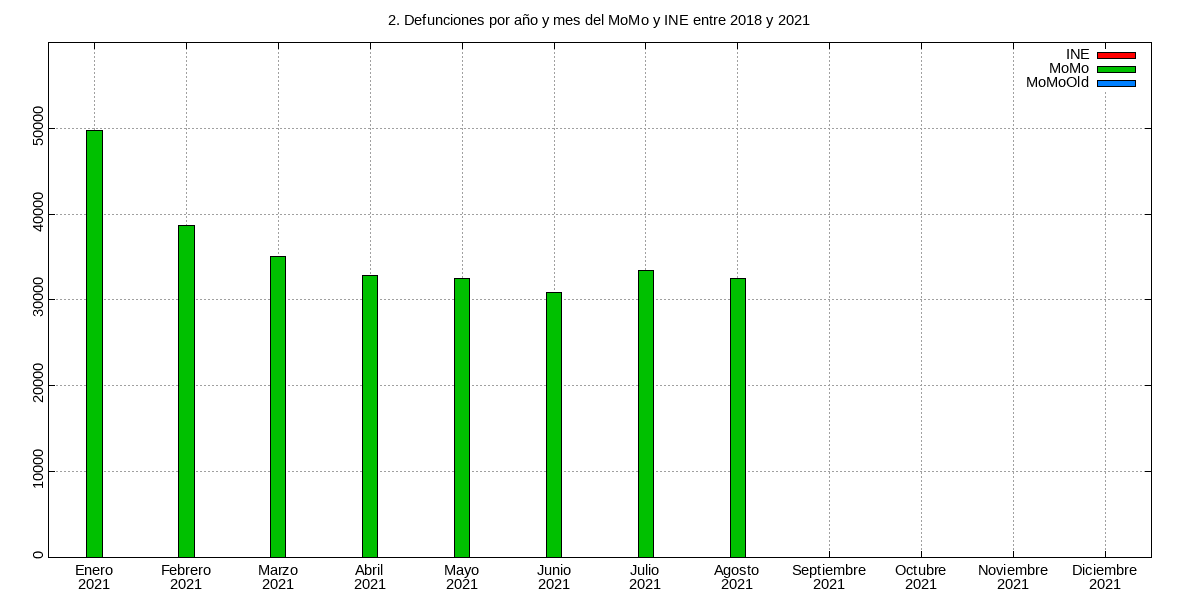 2. Defunciones por año y mes del MoMo y INE entre 2018 y 2021
INE
MoMo
MoMoOld
50000
40000
30000
20000
10000
0
Enero Febrero Marzo Abril Mayo Junio Julio Agosto Septiembre Octubre Noviembre Diciembre
2021 2021 2021 2021 2021 2021 2021 2021 2021 2021 2021 2021